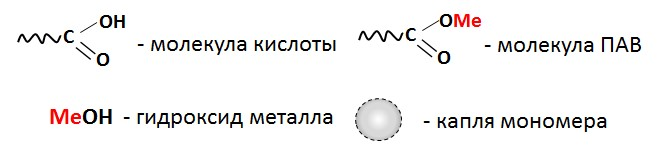 OH
C
O
- молекула кислоты
OMe
C
O
- молекула ПАВ
MeOH - гидроксид металла
- капля мономера